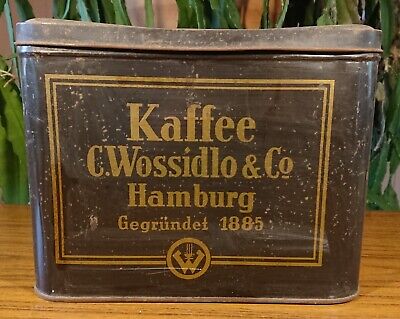 Kaffee
C. Wossidlo & Co
Hamburg
Gegründet 1885
W